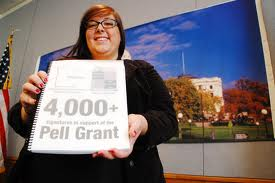 4,000+
signatures in support of the
Pell Grant